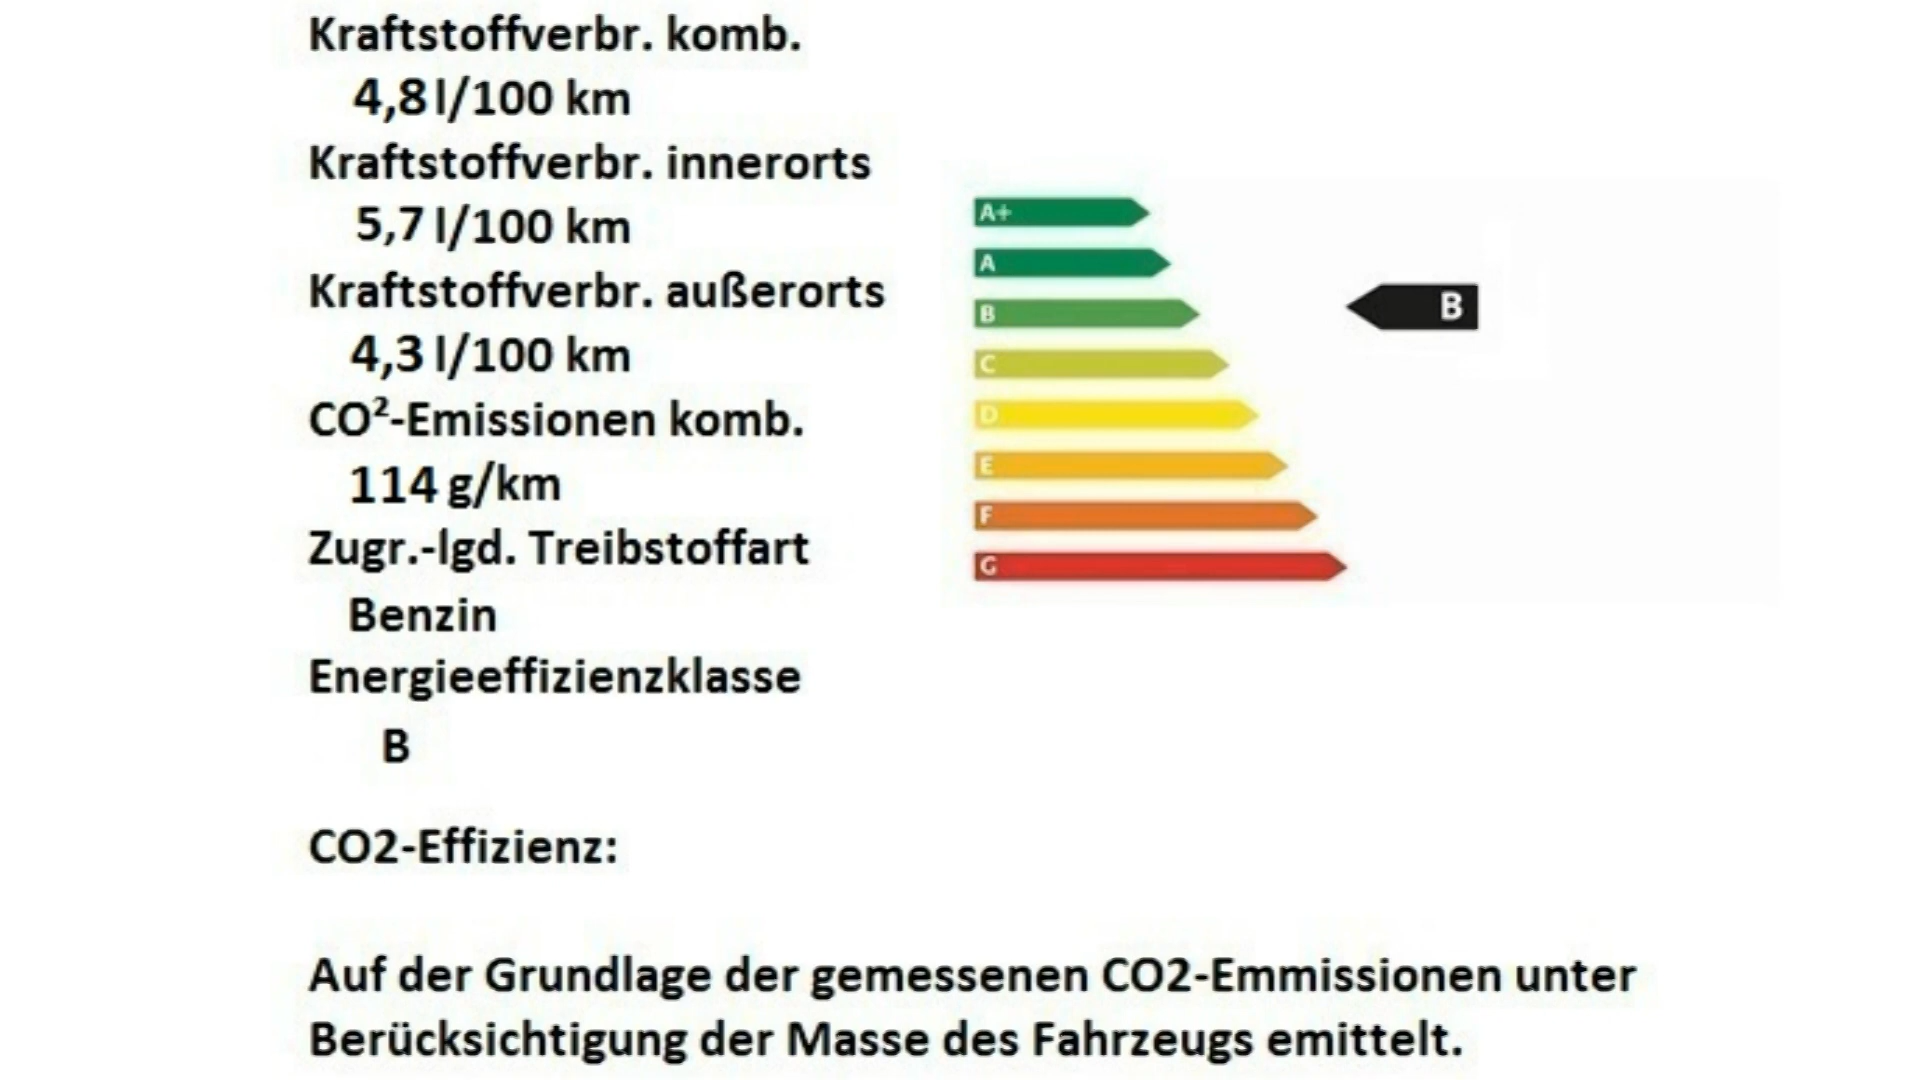 Kraftstoffverbr. komb.
4,8 l/100 km
Kraftstoffverbr. innerorts
5,7 l/100 km
Kraftstoffverbr. außerorts
4,3 l/100 km
CO²-Emissionen komb.
114 g/km
Zugr.-lgd. Treibstoffart
Benzin
Energieeffizienzklasse
B
A+
A
B
B
C
D
E
F
G
CO2-Effizienz:
Auf der Grundlage der gemessenen CO2-Emmissionen unter
Berücksichtigung der Masse des Fahrzeugs emittelt.